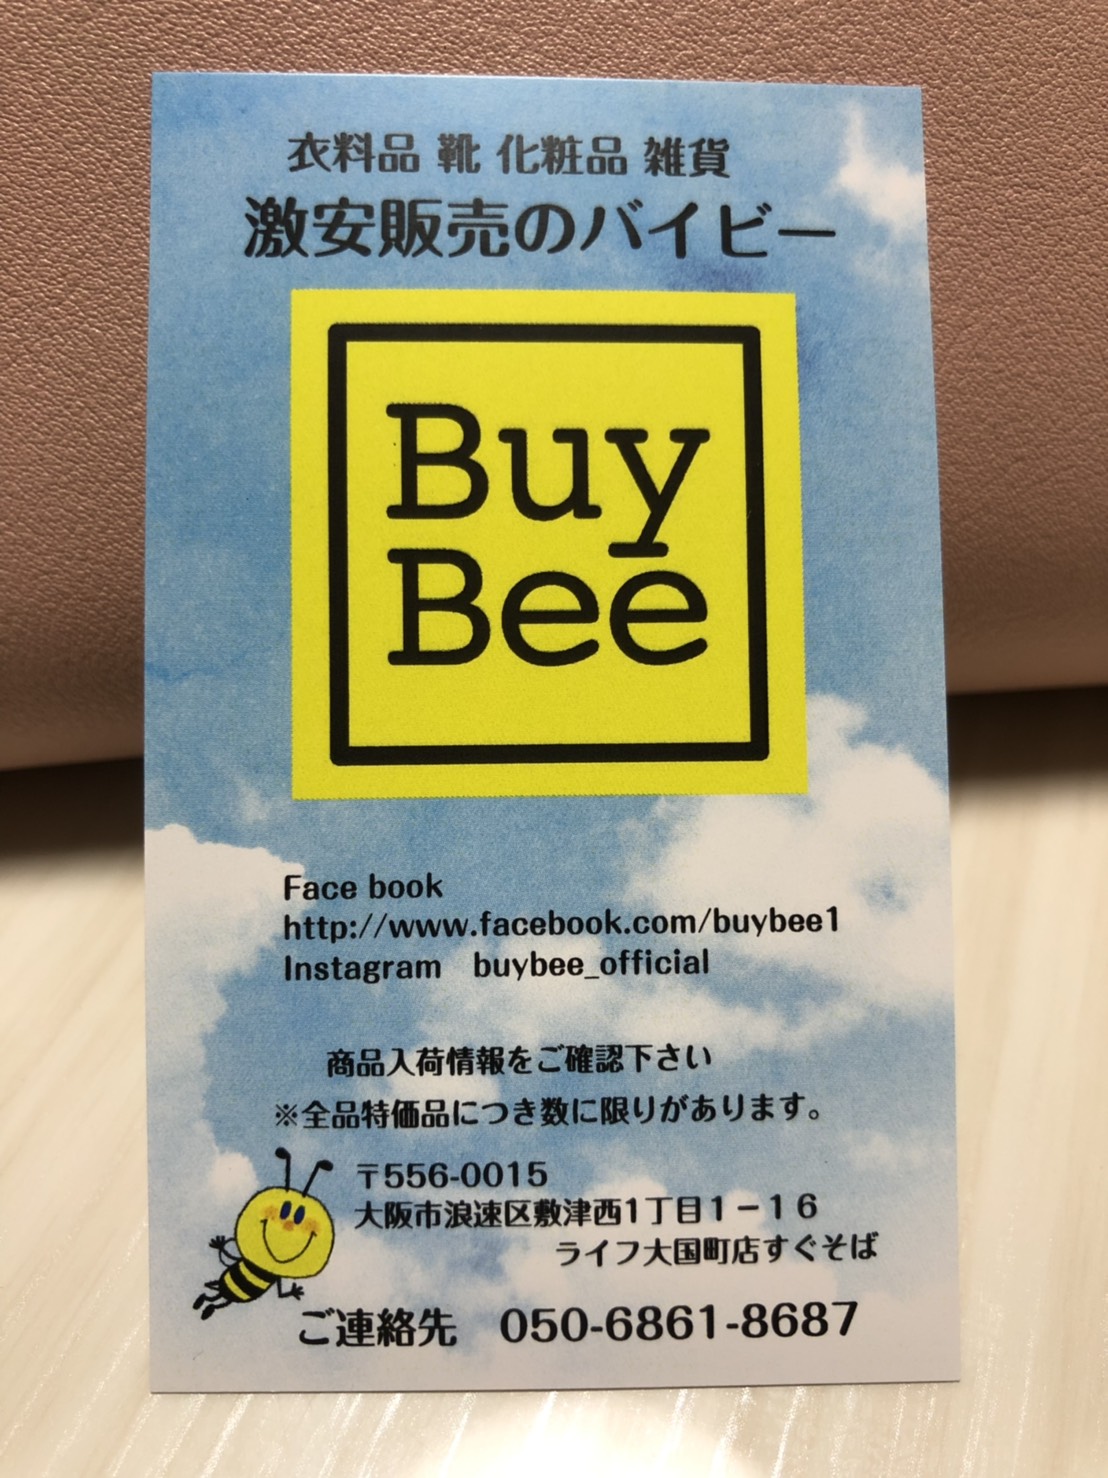 衣料品 靴 化粧品 雑貨
激安販売のバイビー
Buy
Bee
Face book
http://www.facebook.com/buybee1
Instagram buybee_official
商品入荷情報をご確認下さい
※全品特価品につき数に限りがあります。
〒556-0015
大阪市浪速区敷津西1丁目1－16
ライフ大国町店すぐそば
ご連絡先 050-6861-8687